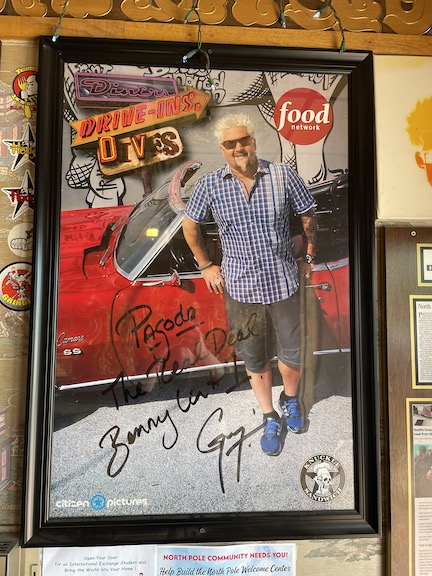 Diners
DRIVE-INS
DIVES
food
network
Camaro
SS
Pagoda
The Real Deal
Guy
KNUCKLE
SANDWICH
citizen pictures
Open Your Door
for an International Exchange Student and
Bring the World into Your Home!
NORTH POLE COMMUNITY NEEDS YOU!
Help Build the North Pole Welcome Center